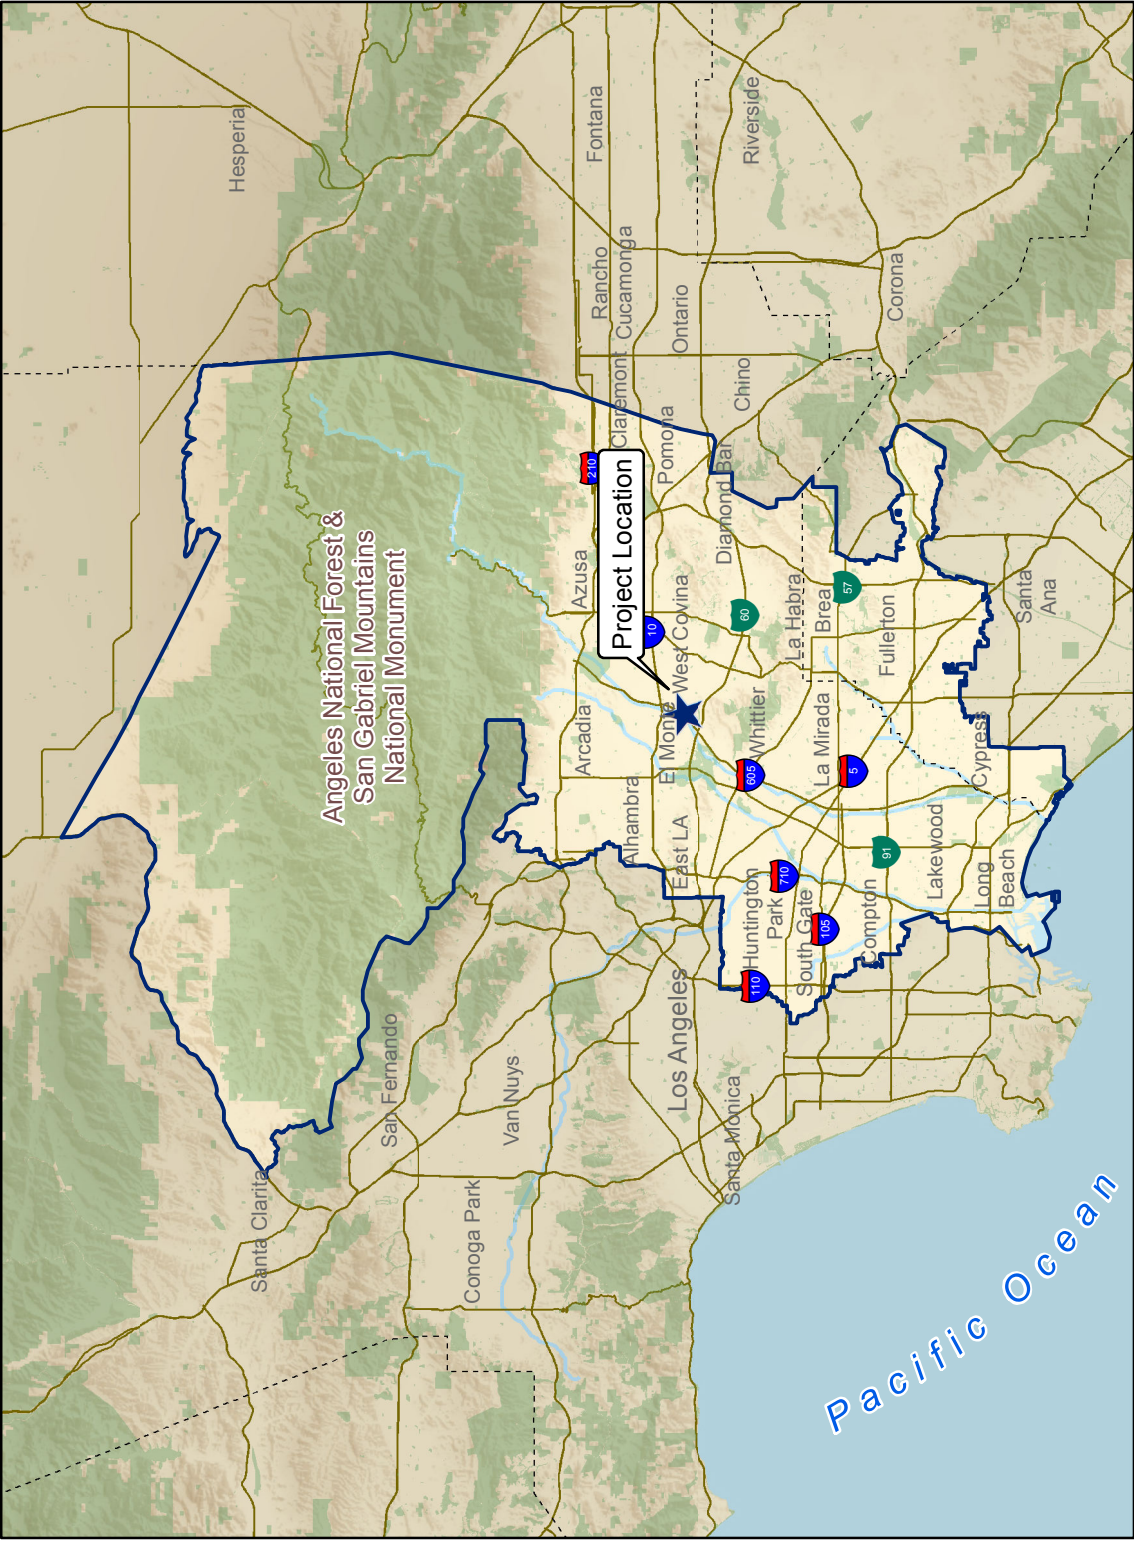 Hesperia
Angeles National Forest &
San Gabriel Mountains
National Monument
Santa Clarita
San Fernando
Van Nuys
Conoga Park
Fontana
Rancho
Cucamonga
Claremont
Ontario
Riverside
Corona
Chino
Pomona
Diamond Bar
210
Project Location
Azusa
10
West Covina
60
La Habra
Brea
57
Fullerton
Santa
Ana
Arcadia
El Monte
Whittier
605
La Mirada
5
Cypress
Alhambra
East LA
Huntington
Park
710
South Gate
105
110
91
Compton
Lakewood
Long
Beach
Los Angeles
Santa Monica
Pacific Ocean